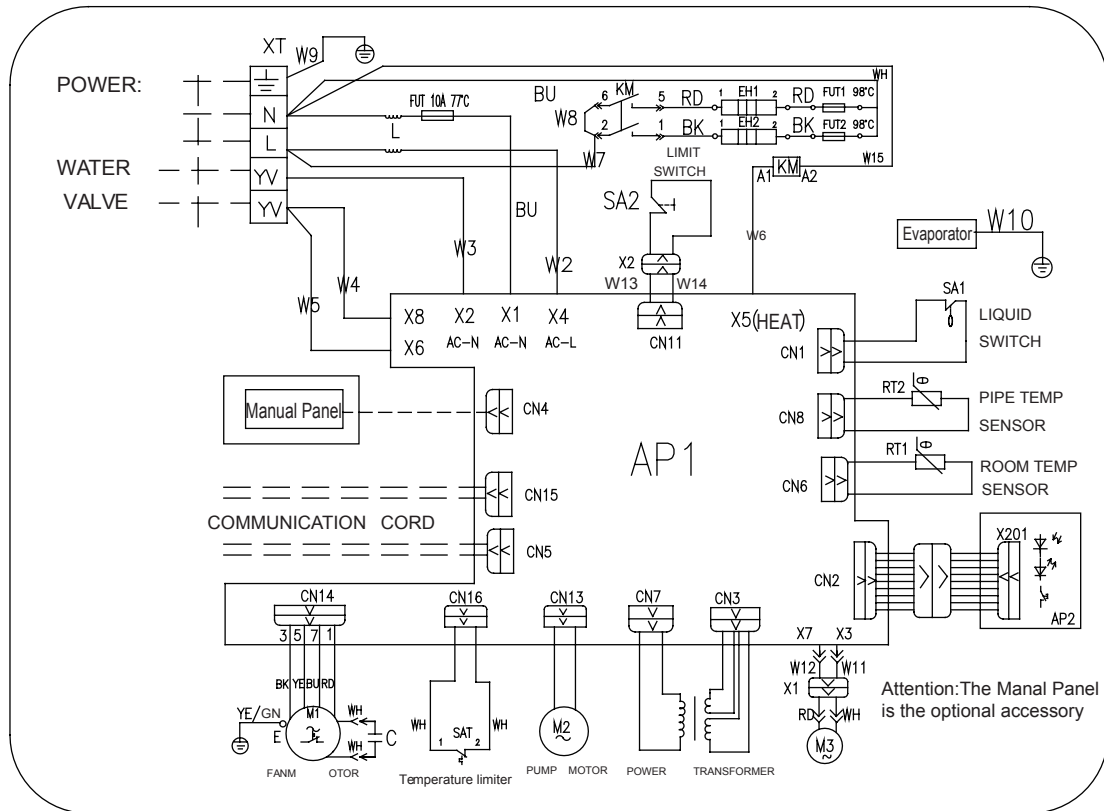 XT
W9
POWER:
N
L
WATER
VALVE
YV
YV
FUT 10A 77°C
L
BU
W8
W7
6 KM 5 RD 1 EH1 2 RD FUT1 98°C
2 1 BK 1 EH2 2 BK FUT2 98°C
WH
W15
LIMIT
SWITCH
A1 KM A2
SA2
BU
W3
W2
W4
W5
X2
W13 W14
W6
Evaporator W10
X8 X2 X1 X4
X6 AC-N AC-N AC-L
CN11
X5(HEAT)
CN1
SA1
LIQUID
SWITCH
Manual Panel
CN4
CN8
RT2 θ
PIPE TEMP
SENSOR
AP1
CN6
RT1 θ
ROOM TEMP
SENSOR
CN15
COMMUNICATION CORD
CN5
CN2
X201
AP2
CN14 CN16 CN13 CN7 CN3
3 5 7 1
X7 X3
W12 W11
BK YE BU RD
YE/GN
E
M1
WH
WH
C
WH WH
1 SAT 2
M2
X1
RD WH
M3
Attention:The Manal Panel
is the optional accessory
FANM OTOR
Temperature limiter
PUMP MOTOR
POWER TRANSFORMER